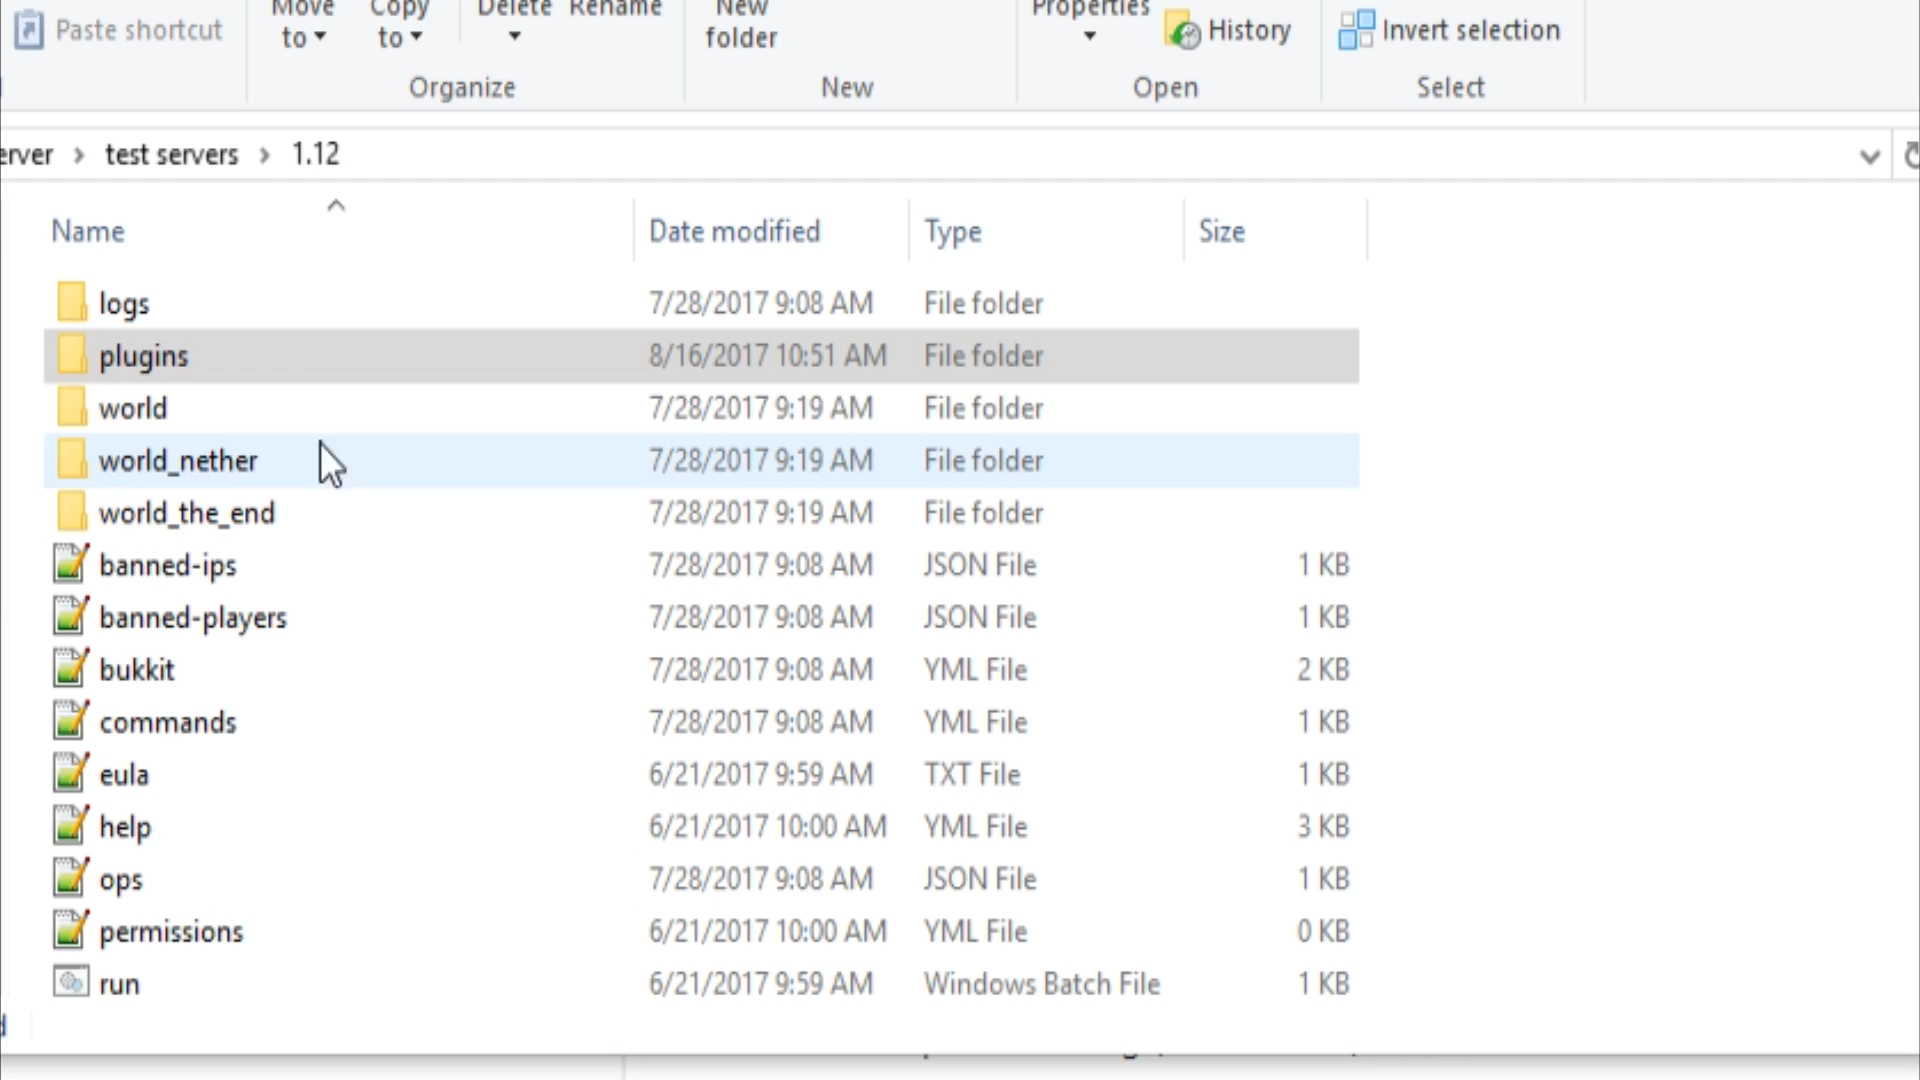 Paste shortcut
Move to
Copy to
Delete
Rename
New folder
Properties
History
Invert selection
Organize
New
Open
Select
test servers > 1.12
Name Date modified Type Size
logs 7/28/2017 9:08 AM File folder
plugins 8/16/2017 10:51 AM File folder
world 7/28/2017 9:19 AM File folder
world_nether 7/28/2017 9:19 AM File folder
world_the_end 7/28/2017 9:19 AM File folder
banned-ips 7/28/2017 9:08 AM JSON File 1 KB
banned-players 7/28/2017 9:08 AM JSON File 1 KB
bukkit 7/28/2017 9:08 AM YML File 2 KB
commands 7/28/2017 9:08 AM YML File 1 KB
eula 6/21/2017 9:59 AM TXT File 1 KB
help 6/21/2017 10:00 AM YML File 3 KB
ops 7/28/2017 9:08 AM JSON File 1 KB
permissions 6/21/2017 10:00 AM YML File 0 KB
run 6/21/2017 9:59 AM Windows Batch File 1 KB